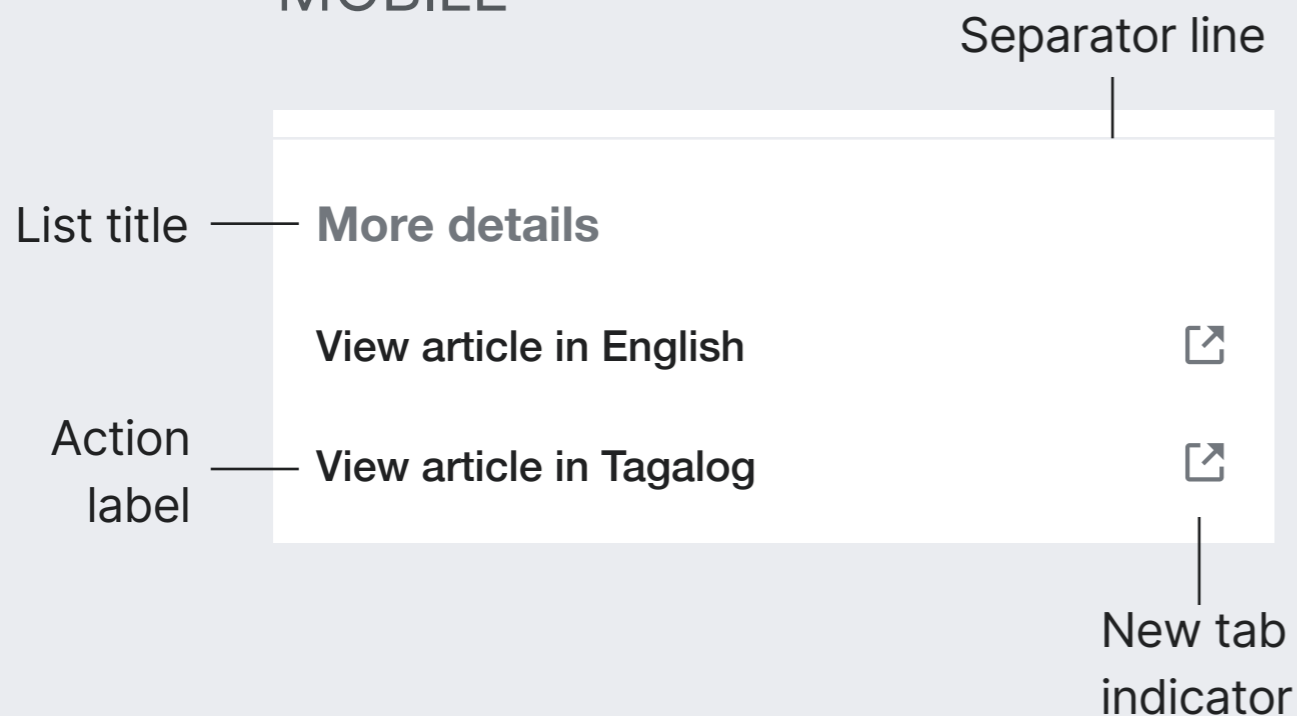 MOBILE
Separator line
List title
More details
View article in English
Action
label
View article in Tagalog
New tab
indicator